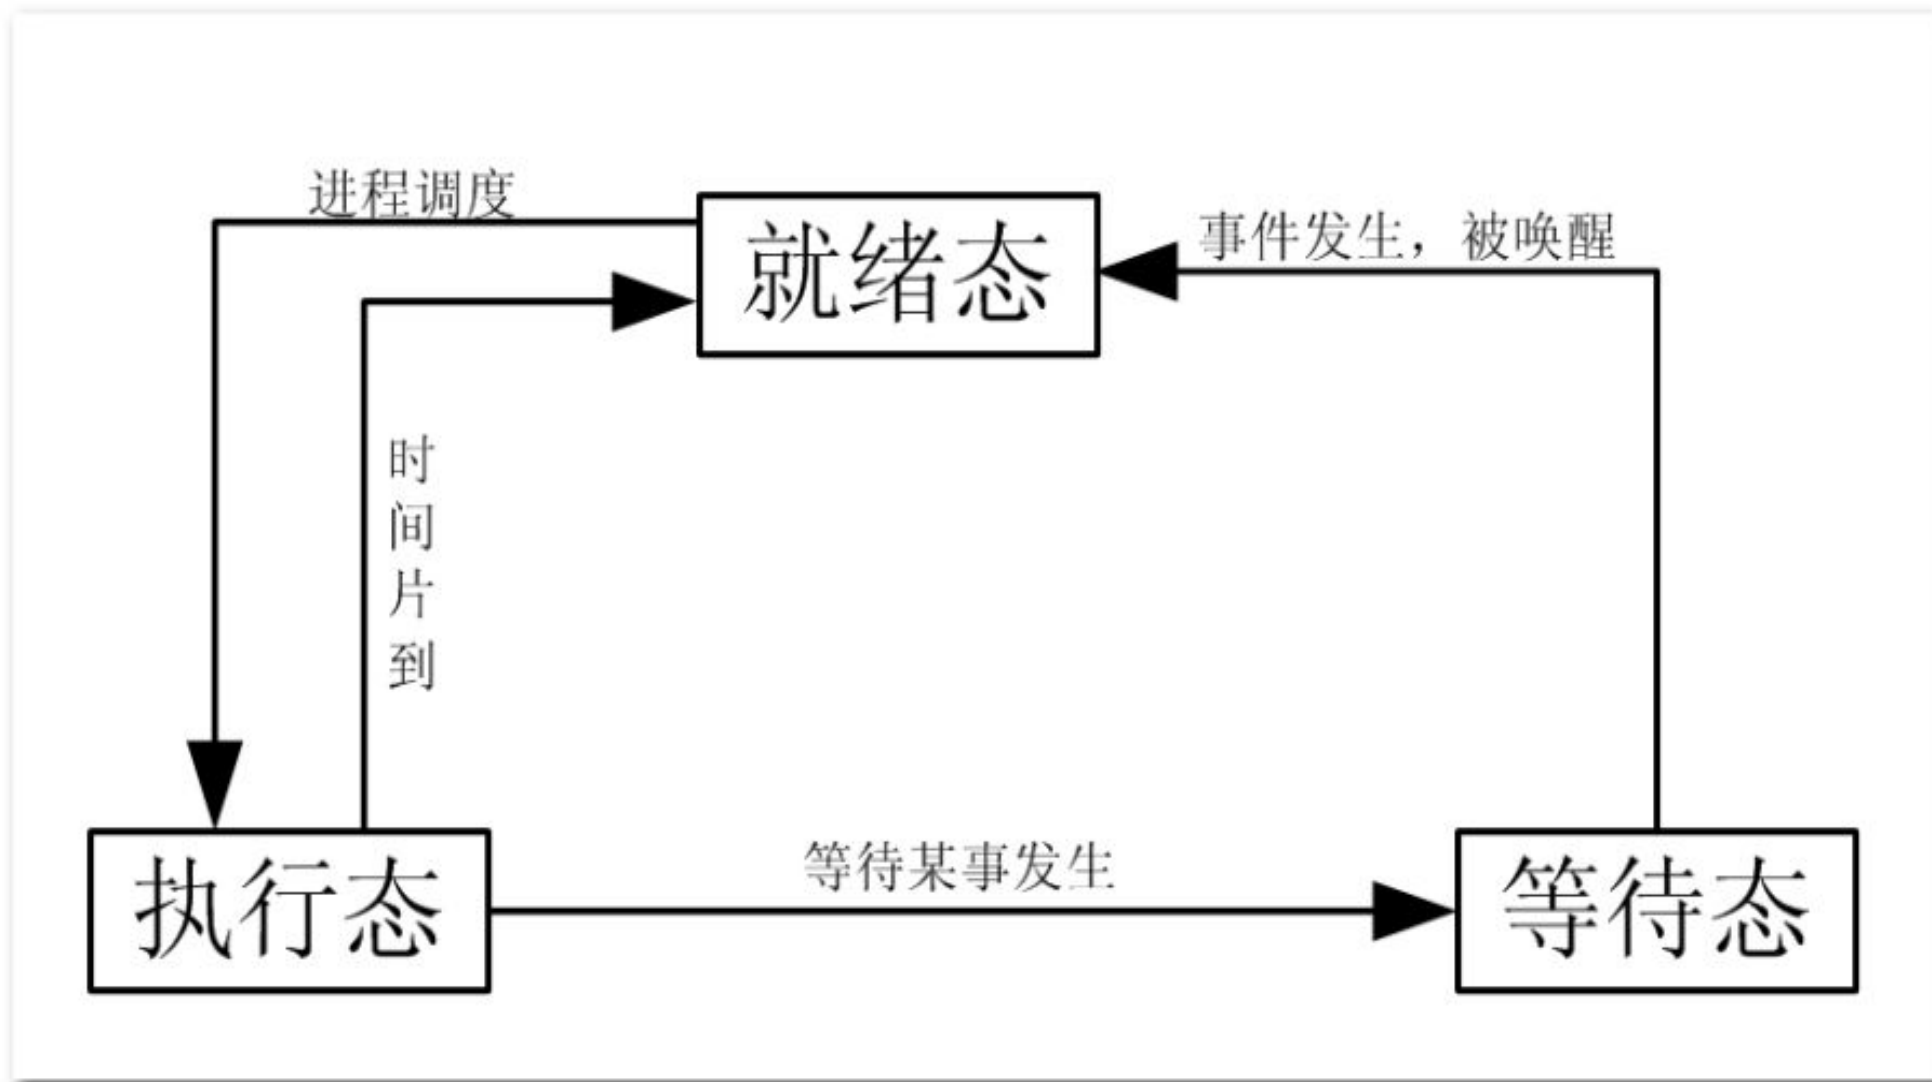 进程调度
就绪态
事件发生，被唤醒
时间片到
执行态
等待某事发生
等待态